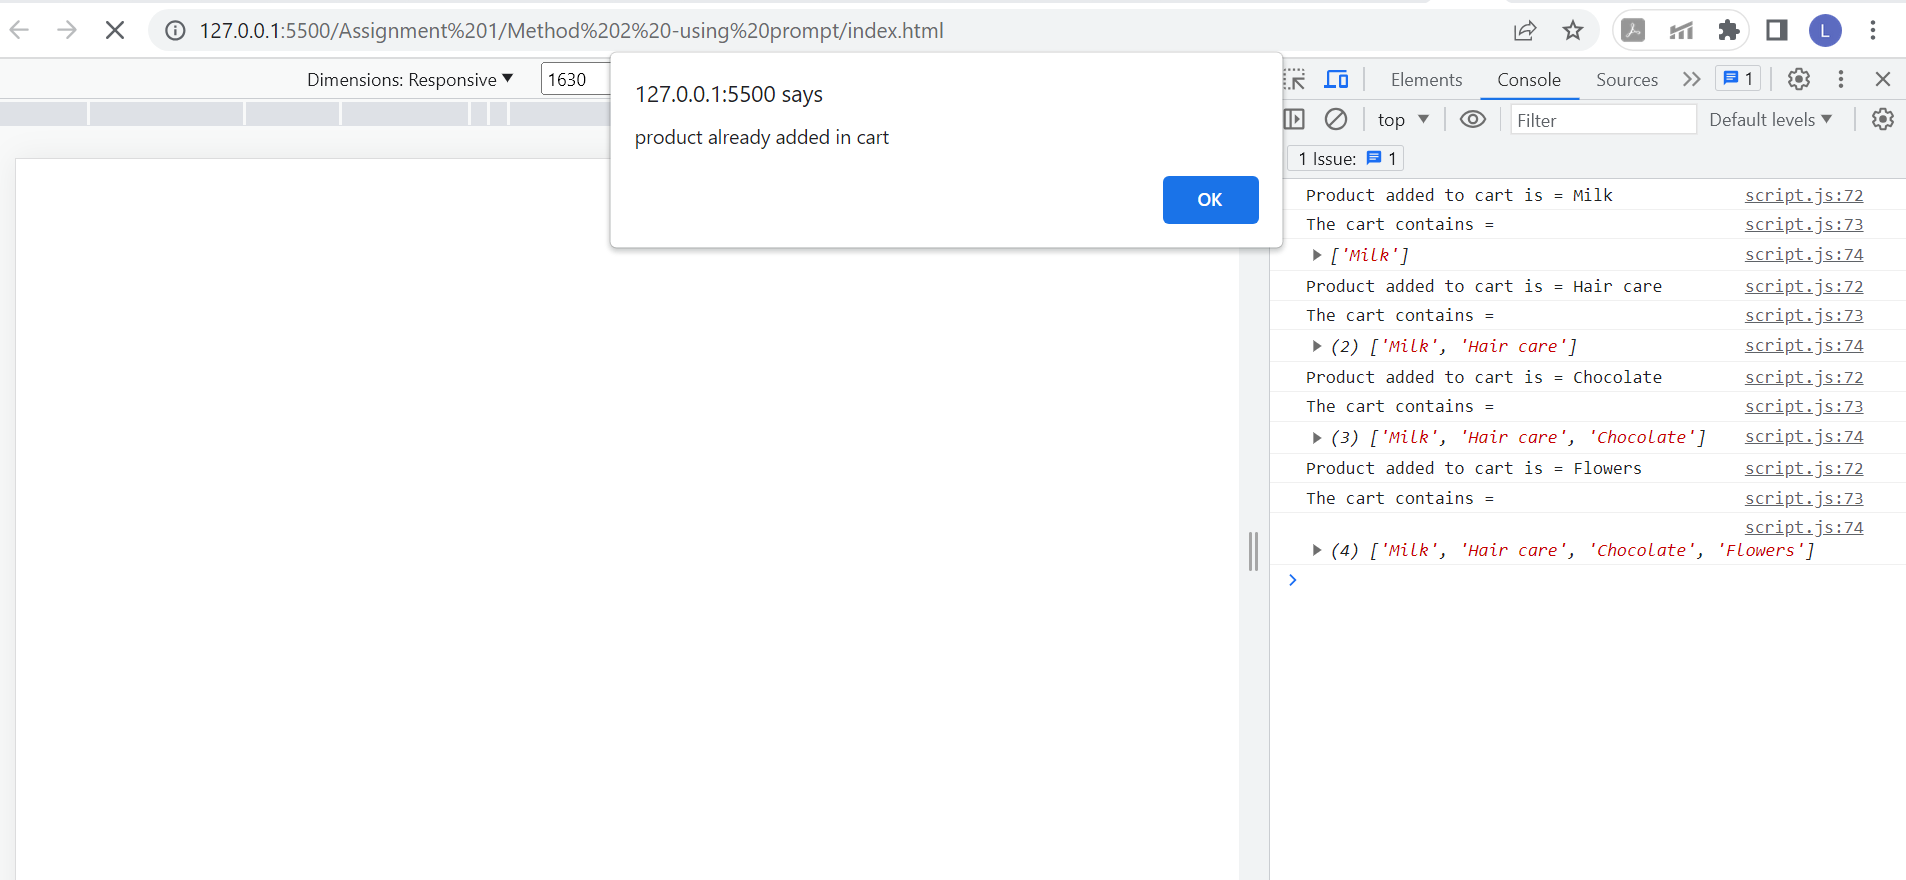 127.0.0.1:5500/Assignment%201/Method%202%20-using%20prompt/index.html
L
Dimensions: Responsive ▼ 1630
127.0.0.1:5500 says
product already added in cart
OK
Elements Console Sources 1
top ▼ Filter Default levels ▼
1 Issue: 1
Product added to cart is = Milk script.js:72
The cart contains = script.js:73
▶ ['Milk'] script.js:74
Product added to cart is = Hair care script.js:72
The cart contains = script.js:73
▶ (2) ['Milk', 'Hair care'] script.js:74
Product added to cart is = Chocolate script.js:72
The cart contains = script.js:73
▶ (3) ['Milk', 'Hair care', 'Chocolate'] script.js:74
Product added to cart is = Flowers script.js:72
The cart contains = script.js:73
script.js:74
▶ (4) ['Milk', 'Hair care', 'Chocolate', 'Flowers']